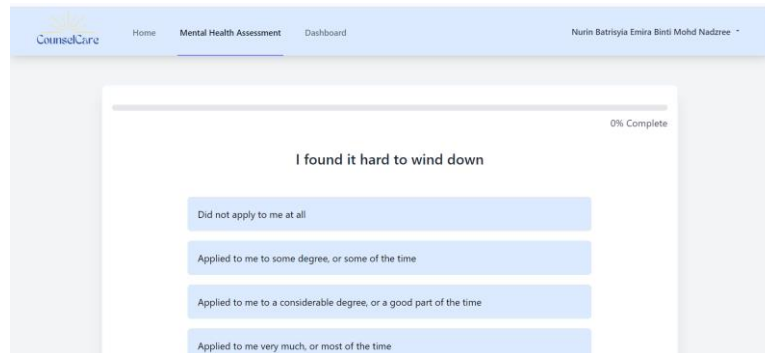 CounselCare Home Mental Health Assessment Dashboard Nurin Batrisyia Emira Binti Mohd Nadzree
0% Complete
I found it hard to wind down
Did not apply to me at all
Applied to me to some degree, or some of the time
Applied to me to a considerable degree, or a good part of the time
Applied to me very much, or most of the time